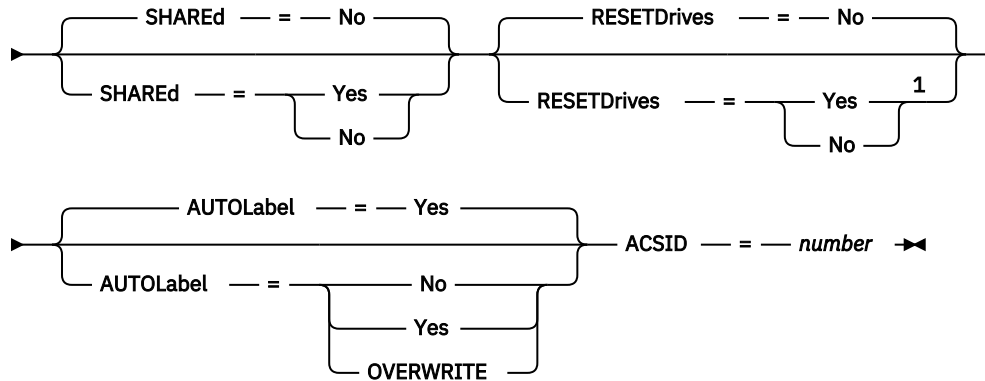 SHAREd = No
RESETDrives = No
SHAREd = Yes
No
RESETDrives = Yes 1
No
AUTOLabel = Yes
ACSID = number
AUTOLabel = No
Yes
OVERWRITE